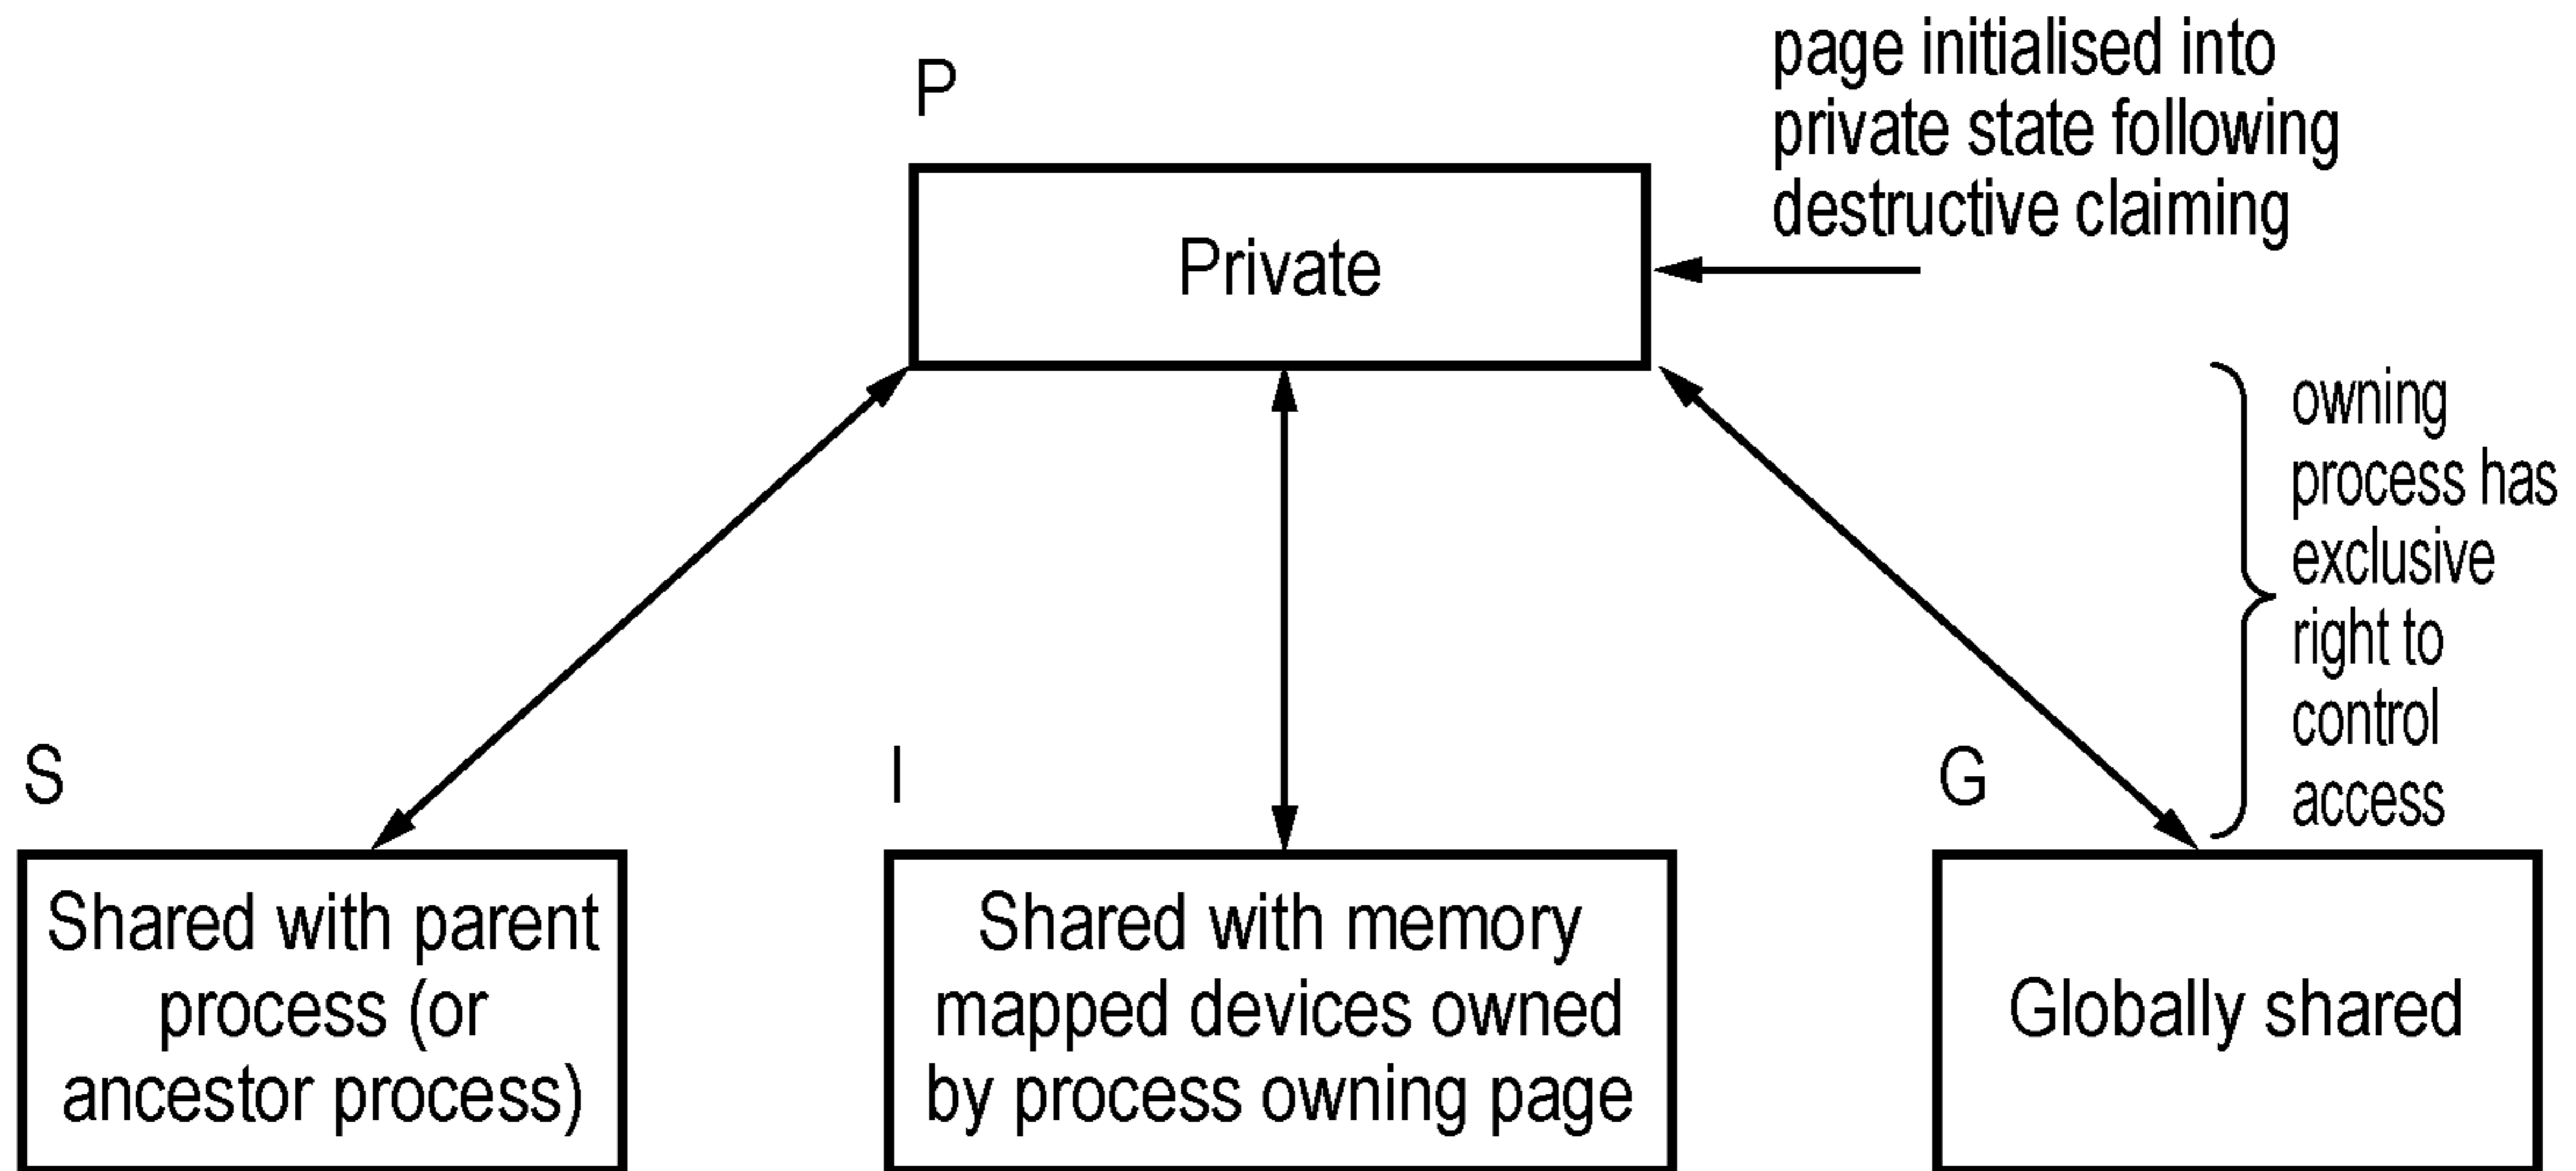 P
page initialised into
private state following
destructive claiming
Private
owning
process has
exclusive
right to
control
access
S
I
G
Shared with parent
process (or
ancestor process)
Shared with memory
mapped devices owned
by process owning page
Globally shared